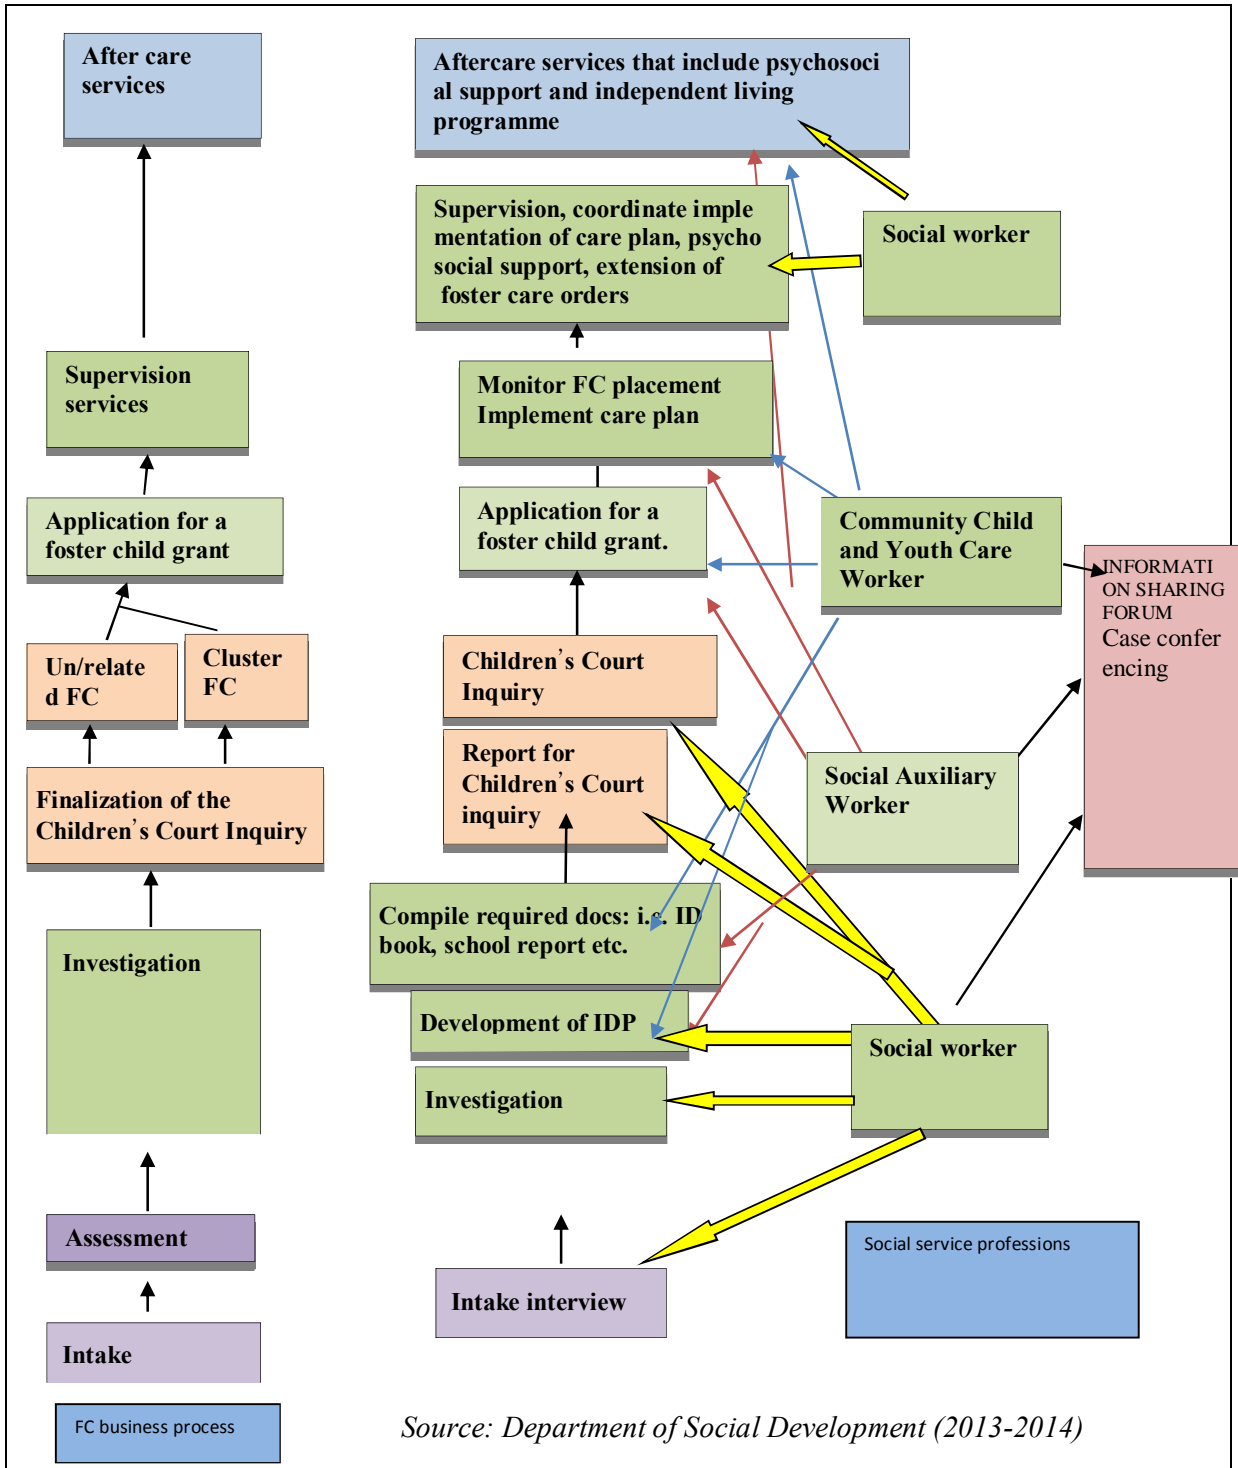 After care
services
Supervision
services
Application for a
foster child grant
Un/relate
d FC
Cluster
FC
Finalization of the
Children’s Court Inquiry
Investigation
Assessment
Intake
FC business process
Aftercare services that include psychosoci
al support and independent living
programme
Supervision, coordinate imple
mentation of care plan, psycho
social support, extension of
foster care orders
Monitor FC placement
Implement care plan
Application for a
foster child grant.
Children’s Court
Inquiry
Report for
Children’s Court
inquiry
Compile required docs: i.e. ID
book, school report etc.
Development of IDP
Investigation
Intake interview
Social worker
Community Child
and Youth Care
Worker
Social Auxiliary
Worker
Social worker
Social service professions
INFORMATI
ON SHARING
FORUM
Case confer
encing
Source: Department of Social Development (2013-2014)